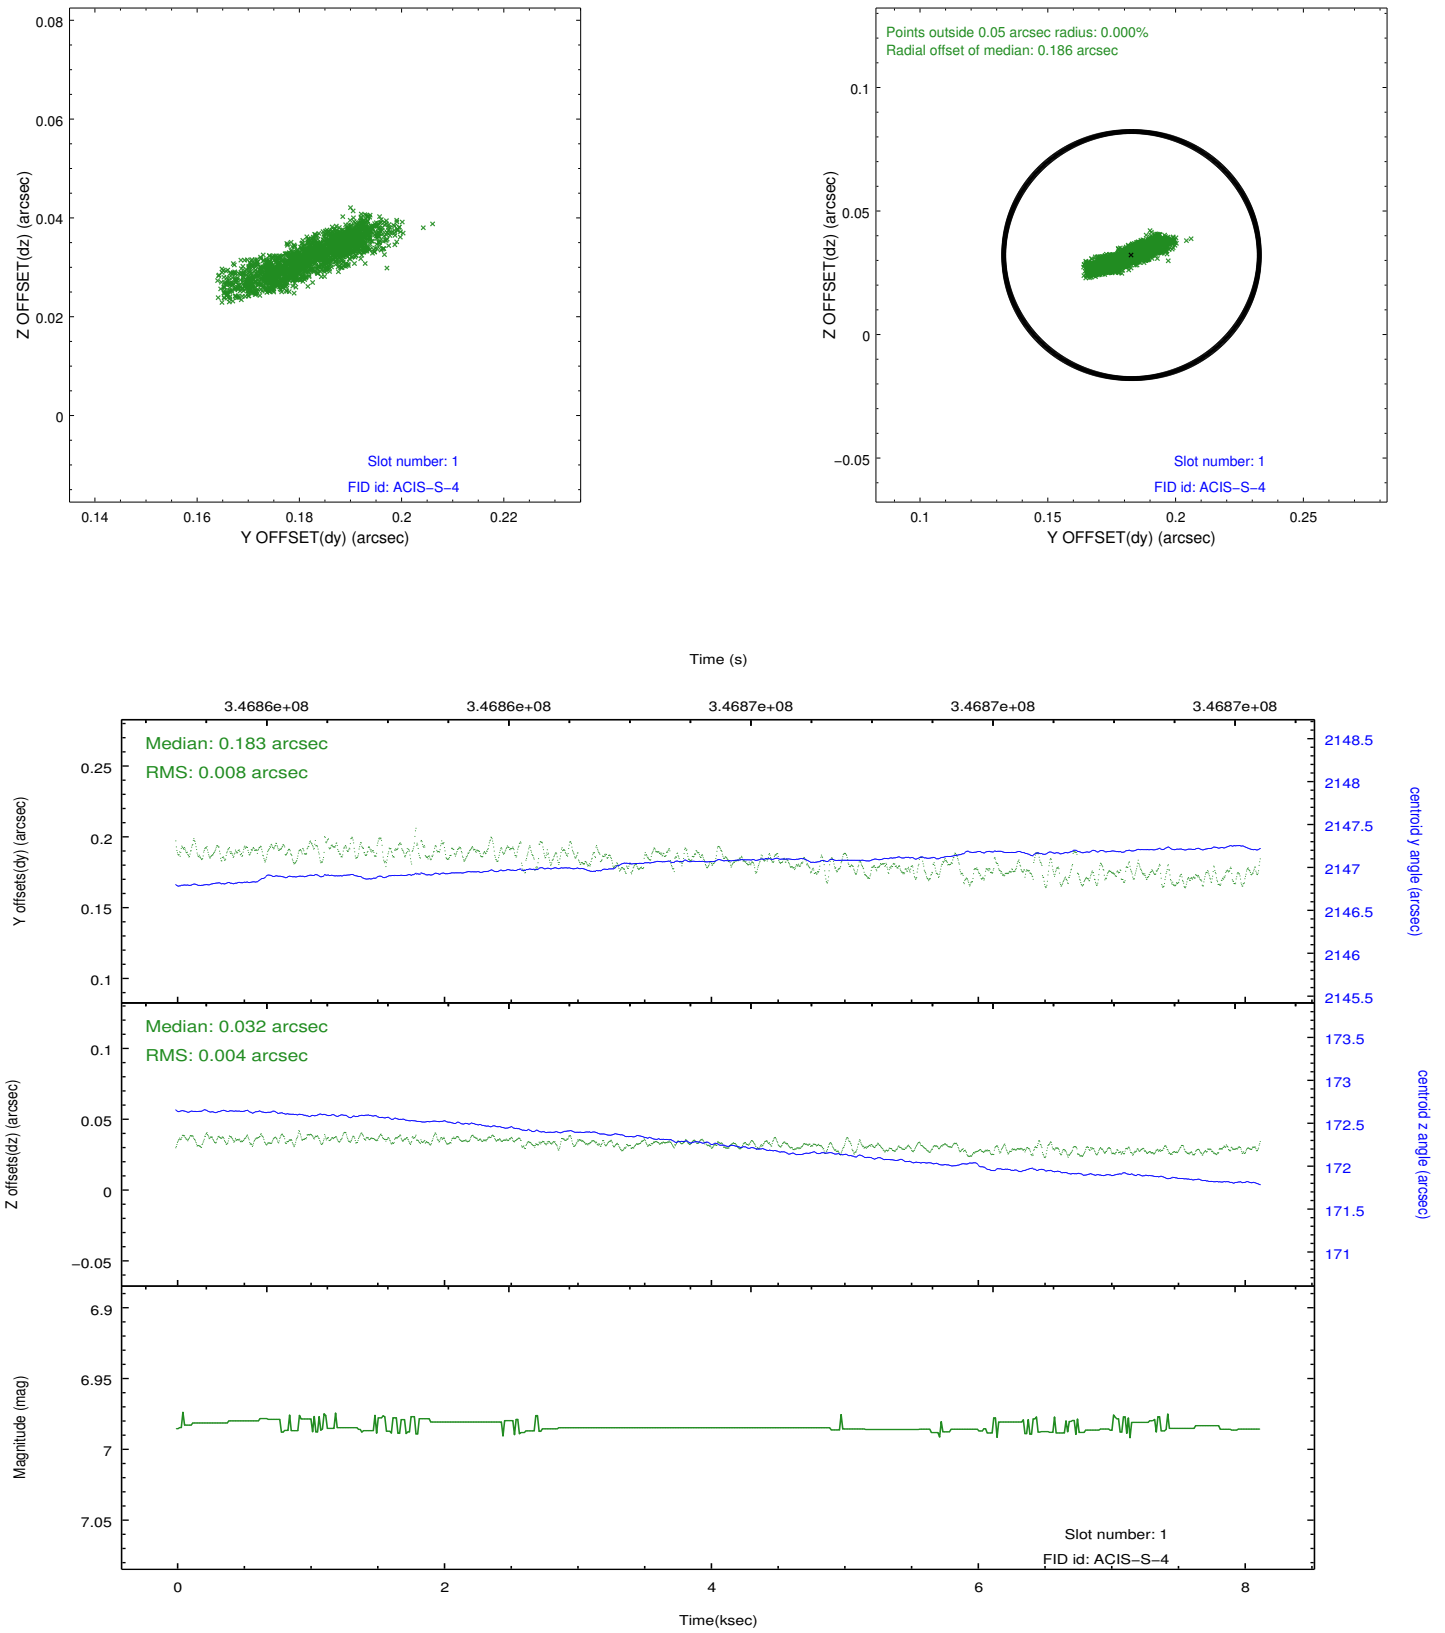 0.08
0.06
0.04
0.02
0
Z OFFSET(dz) (arcsec)
Slot number: 1
FID id: ACIS−S−4
0.14 0.16 0.18 0.2 0.22
Y OFFSET(dy) (arcsec)
Points outside 0.05 arcsec radius: 0.000%
Radial offset of median: 0.186 arcsec
0.1
0.05
0
−0.05
Z OFFSET(dz) (arcsec)
Slot number: 1
FID id: ACIS−S−4
0.1 0.15 0.2 0.25
Y OFFSET(dy) (arcsec)
Time (s)
3.4686e+08 3.4686e+08 3.4687e+08 3.4687e+08 3.4687e+08
Median: 0.183 arcsec
RMS: 0.008 arcsec
0.25
0.2
0.15
0.1
Y offsets(dy) (arcsec)
2148.5
2148
2147.5
2147
2146.5
2146
2145.5
centroid y angle (arcsec)
Median: 0.032 arcsec
RMS: 0.004 arcsec
0.1
0.05
0
−0.05
Z offsets(dz) (arcsec)
173.5
173
172.5
172
171.5
171
centroid z angle (arcsec)
6.9
6.95
7
7.05
Magnitude (mag)
Slot number: 1
FID id: ACIS−S−4
0 2 4 6 8
Time(ksec)